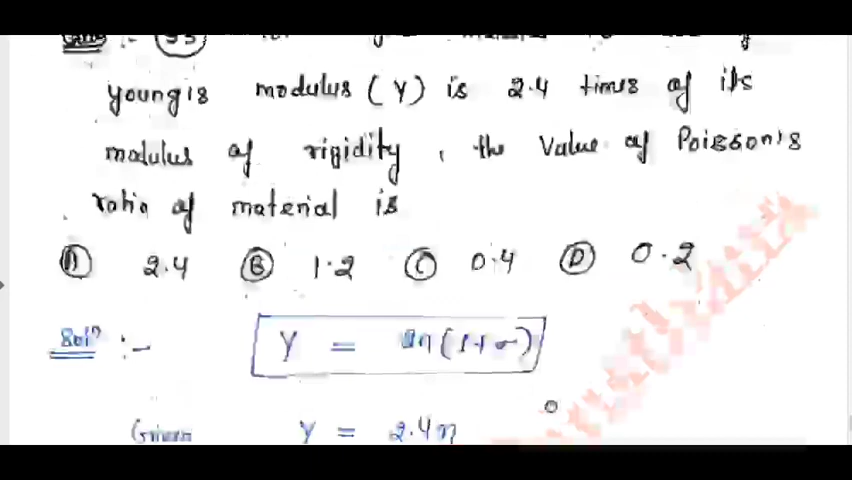 young's modulus (Y) is 2.4 times of its
modulus of rigidity, the value of Poisson's
ratio of material is
Ⓐ 2.4 Ⓑ 1.2 Ⓒ 0.4 Ⓓ 0.2
Solⁿ :- Y = 2η(1+σ)
Given Y = 2.4η